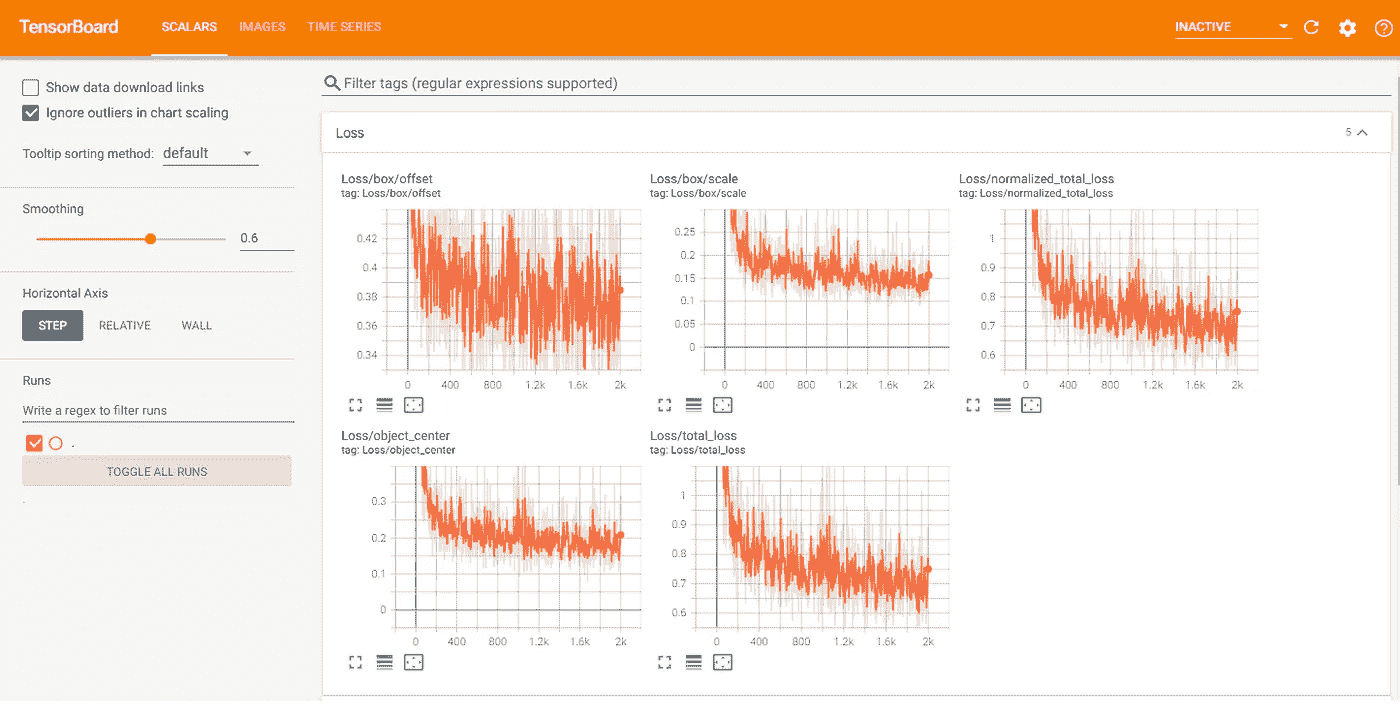 TensorBoard SCALARS IMAGES TIME SERIES INACTIVE
Show data download links
Ignore outliers in chart scaling
Tooltip sorting method: default
Smoothing
0.6
Horizontal Axis
STEP RELATIVE WALL
Runs
Write a regex to filter runs
.
TOGGLE ALL RUNS
.
Filter tags (regular expressions supported)
Loss 5
Loss/box/offset
tag: Loss/box/offset
0.42
0.4
0.38
0.36
0.34
0 400 800 1.2k 1.6k 2k
Loss/box/scale
tag: Loss/box/scale
0.25
0.2
0.15
0.1
0.05
0
0 400 800 1.2k 1.6k 2k
Loss/normalized_total_loss
tag: Loss/normalized_total_loss
1
0.9
0.8
0.7
0.6
0 400 800 1.2k 1.6k 2k
Loss/object_center
tag: Loss/object_center
0.3
0.2
0.1
0
0 400 800 1.2k 1.6k 2k
Loss/total_loss
tag: Loss/total_loss
1
0.9
0.8
0.7
0.6
0 400 800 1.2k 1.6k 2k